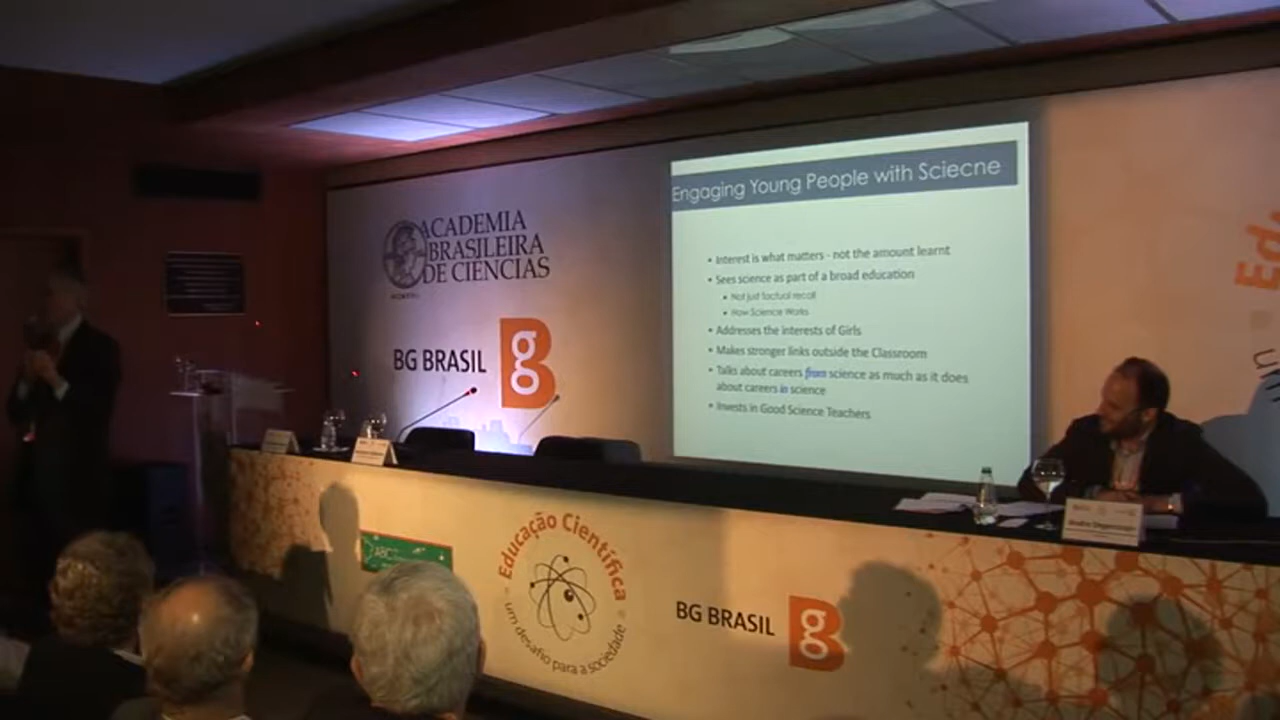 ACADEMIA
BRASILEIRA
DE CIENCIAS
BG BRASIL
BG
Engaging Young People with Sciecne
• Interest is what matters - not the amount learnt
• Sees science as part of a broad education
• Not just factual recall
• How Science Works
• Addresses the interests of Girls
• Makes stronger links outside the Classroom
• Talks about careers from science as much as it does
about careers in science
• Invests in Good Science Teachers
ABC
Educação Científica
um desafio para a sociedade
BG BRASIL
BG